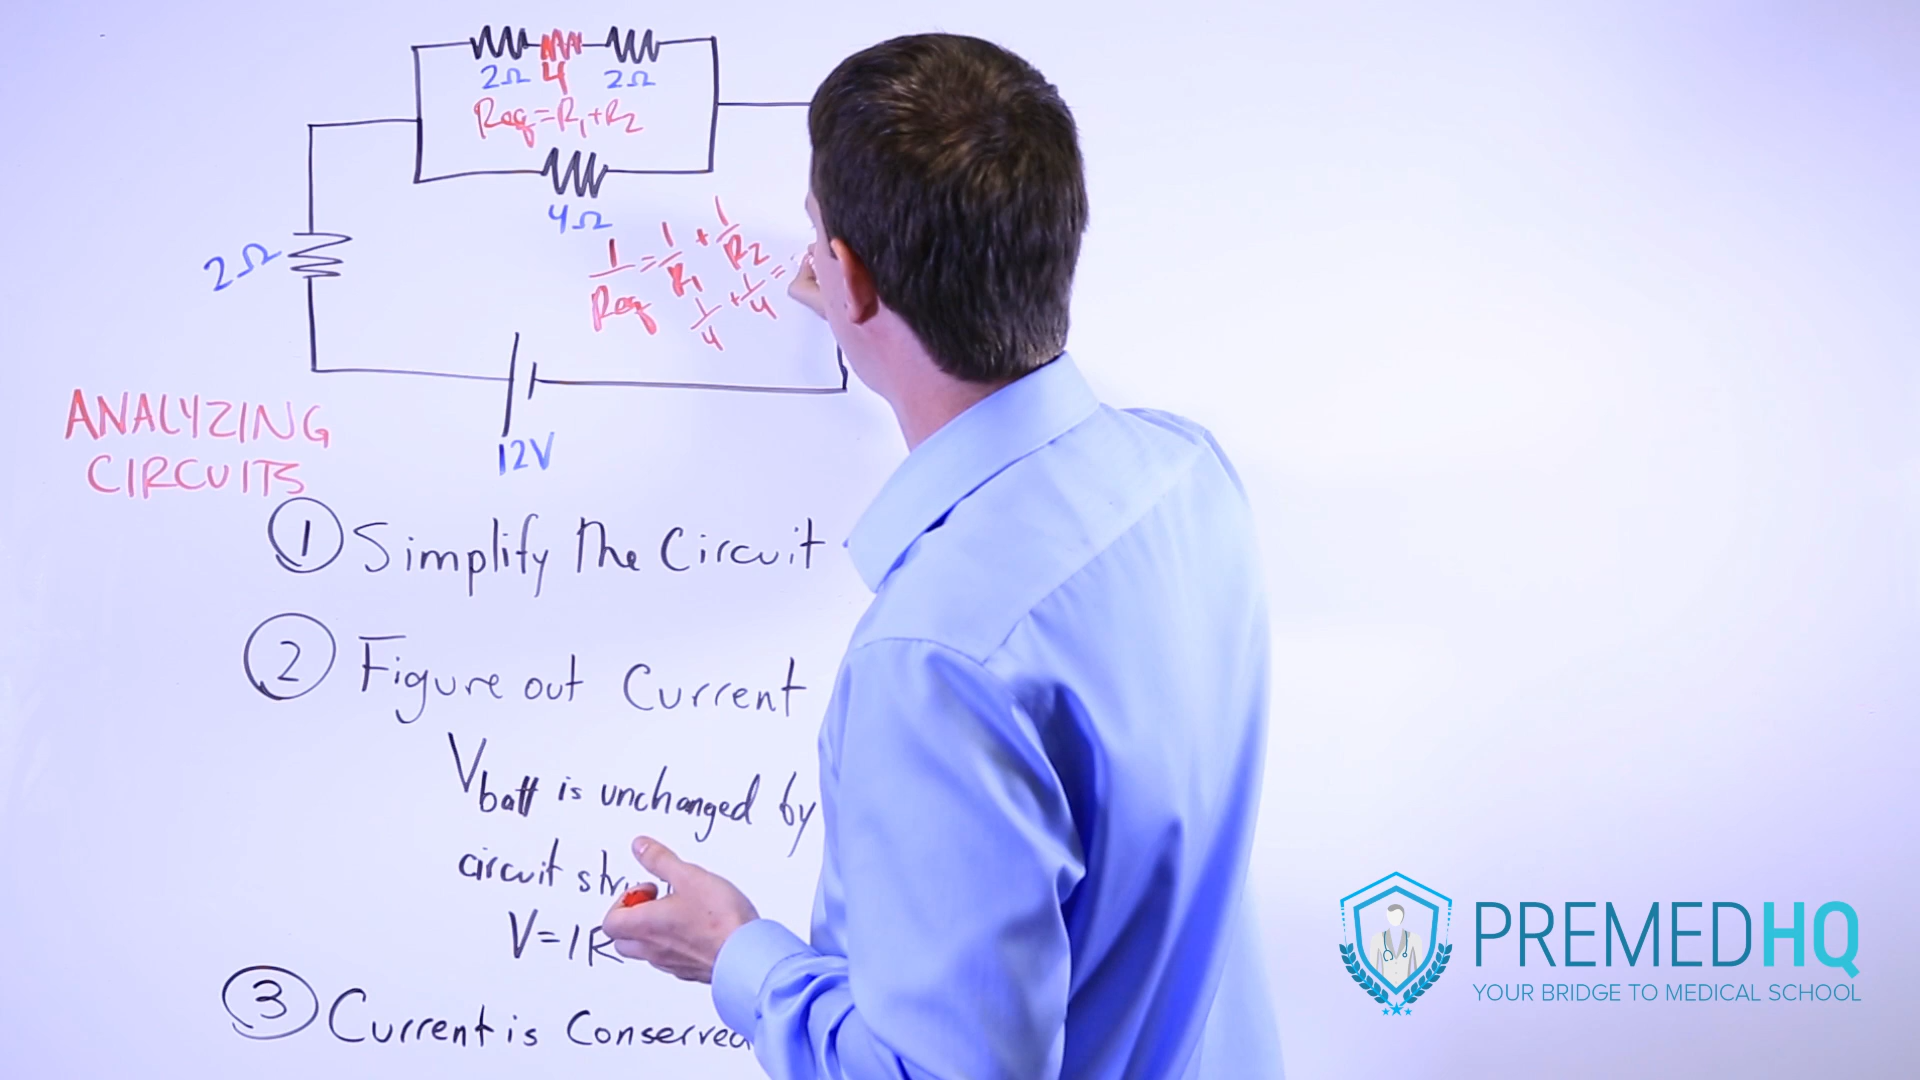 2Ω 4 2Ω
Req=R1+R2
4Ω
2Ω
1/Req=1/R1+1/R2
1/4+1/4=
12V
ANALYZING
CIRCUITS
1 Simplify The Circuit
2 Figure out Current
Vbatt is unchanged by
circuit
V=IR
3 Current is Conserved
PREMEDHQ
YOUR BRIDGE TO MEDICAL SCHOOL